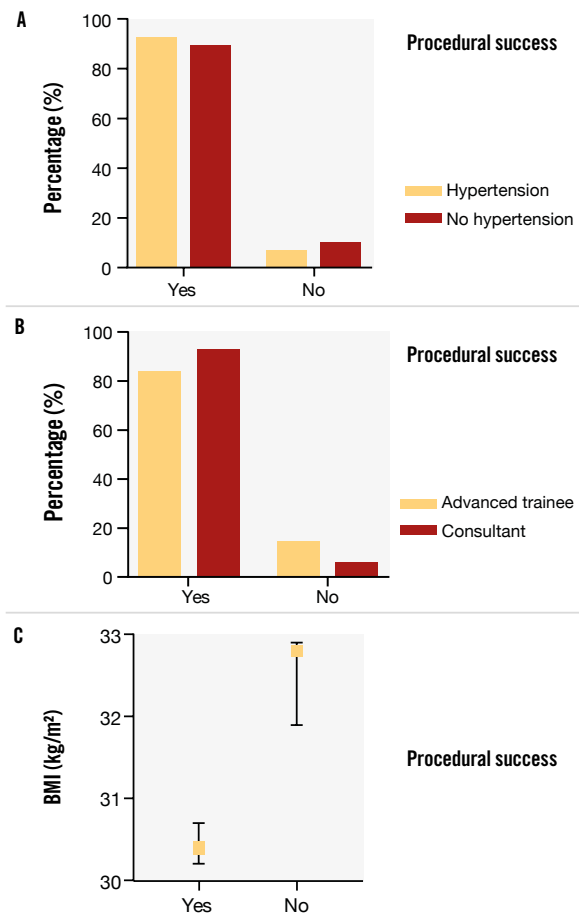 A
Procedural success
Percentage (%)
100
80
60
40
20
0
Yes
No
Hypertension
No hypertension
B
Procedural success
Percentage (%)
100
80
60
40
20
0
Yes
No
Advanced trainee
Consultant
C
BMI (kg/m²)
33
32
31
30
Yes
No
Procedural success